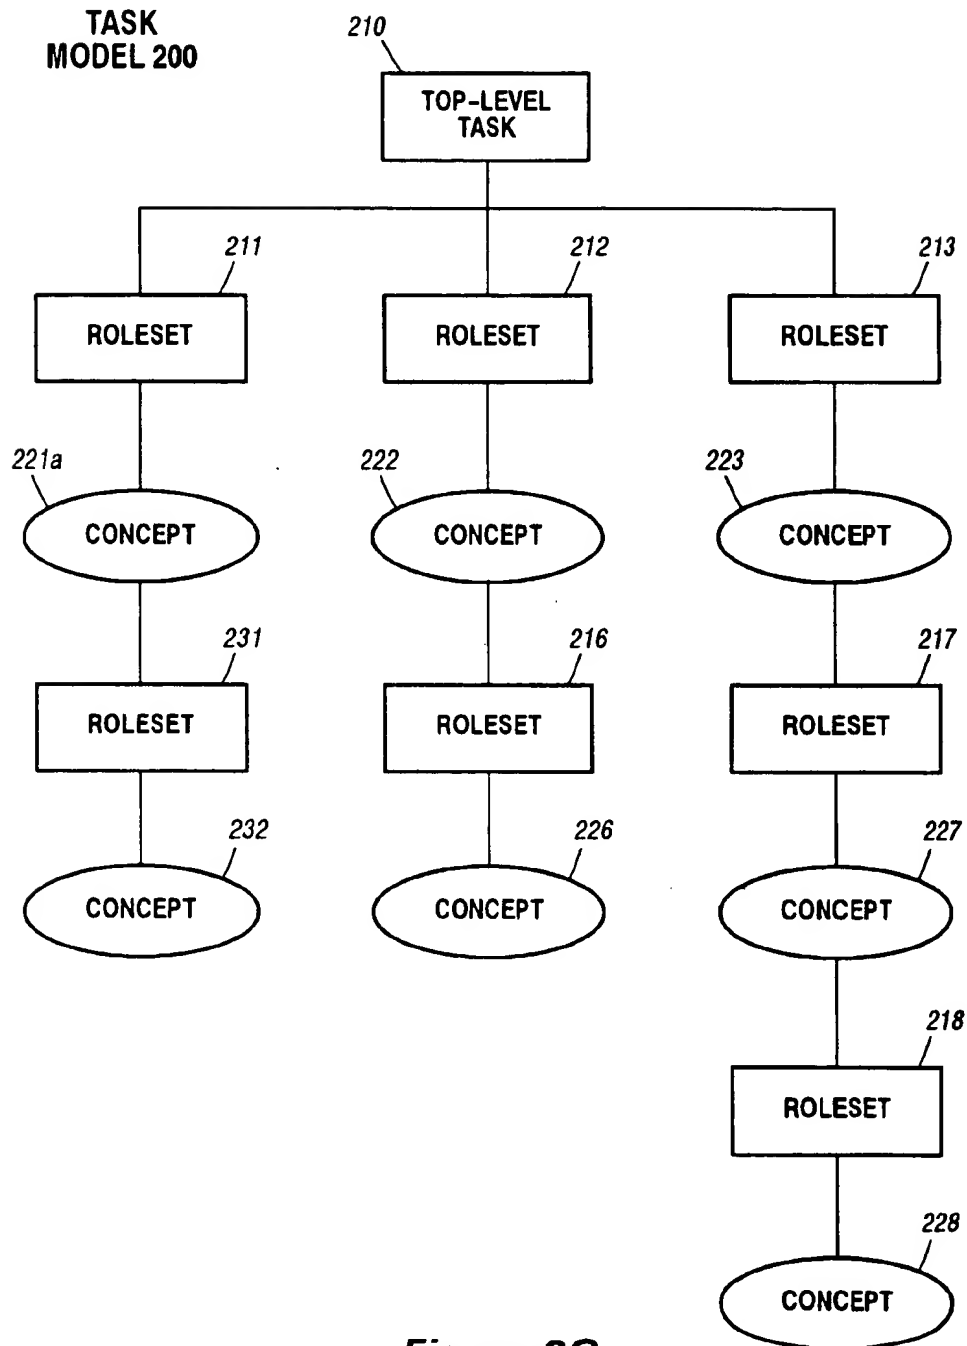 TASK
MODEL 200
210
TOP-LEVEL
TASK
211
212
213
ROLESET
ROLESET
ROLESET
221a
222
223
CONCEPT
CONCEPT
CONCEPT
231
216
217
ROLESET
ROLESET
ROLESET
232
226
227
CONCEPT
CONCEPT
CONCEPT
218
ROLESET
228
CONCEPT